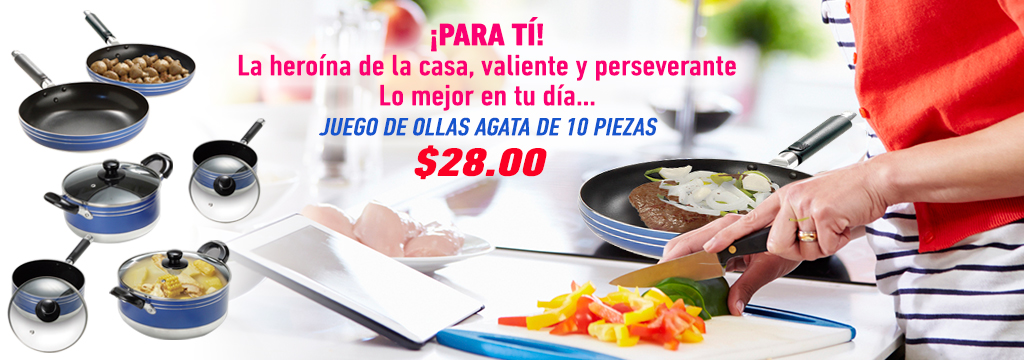 ¡PARA TÍ!
La heroína de la casa, valiente y perseverante
Lo mejor en tu día...
JUEGO DE OLLAS AGATA DE 10 PIEZAS
$28.00